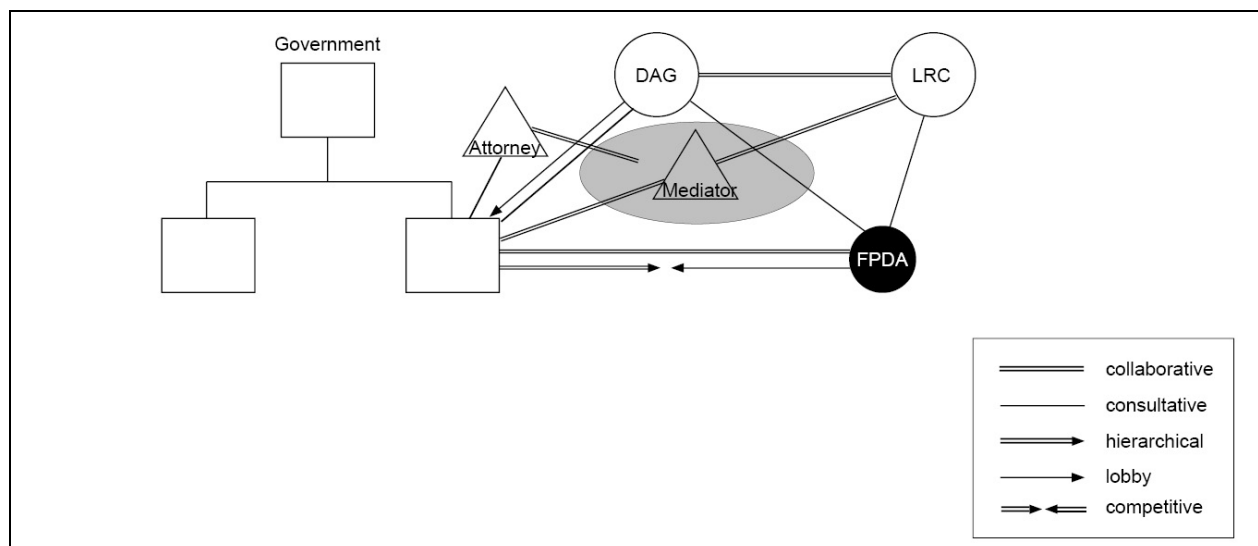 Government
DAG
LRC
Attorney
Mediator
FPDA
collaborative
consultative
hierarchical
lobby
competitive